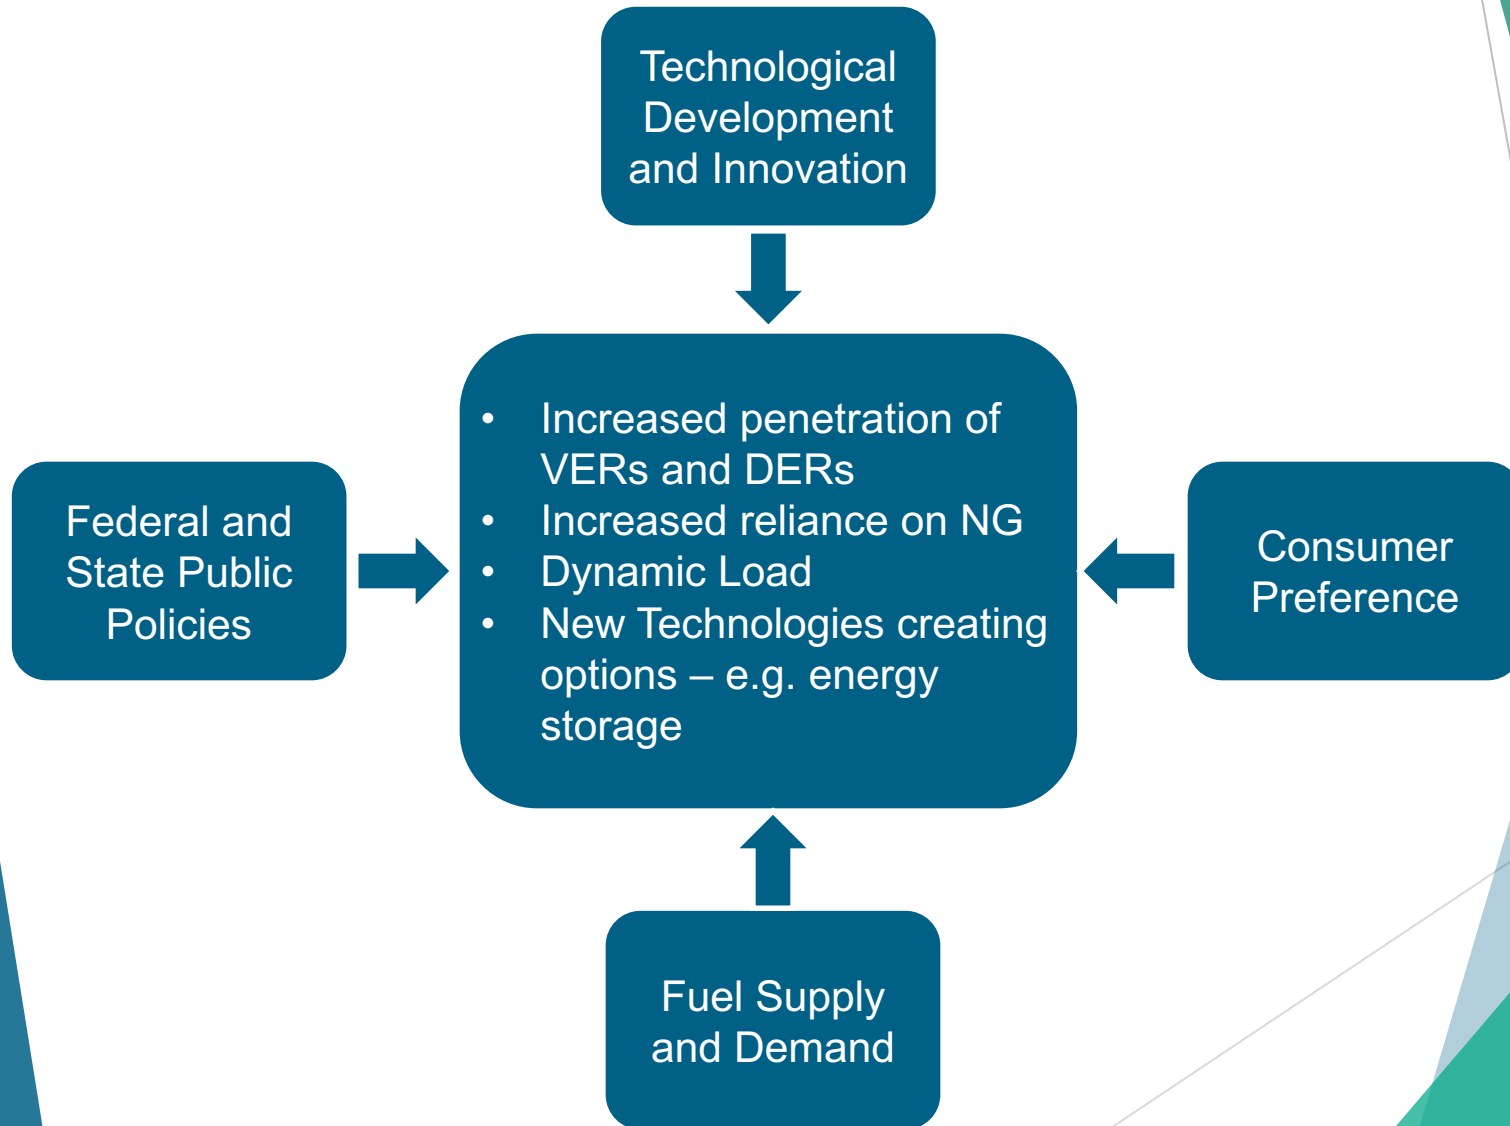 Technological
Development
and Innovation
• Increased penetration of
VERs and DERs
• Increased reliance on NG
• Dynamic Load
• New Technologies creating
options – e.g. energy
storage
Federal and
State Public
Policies
Consumer
Preference
Fuel Supply
and Demand